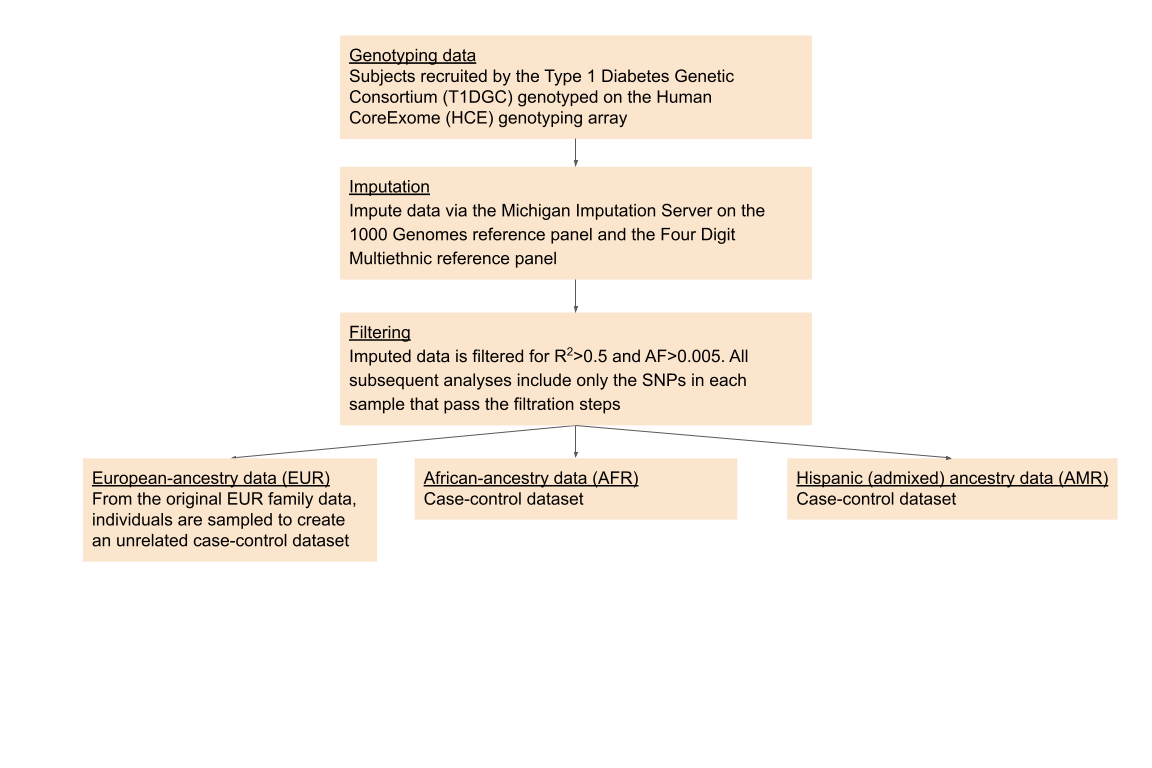 Genotyping data
Subjects recruited by the Type 1 Diabetes Genetic
Consortium (T1DGC) genotyped on the Human
CoreExome (HCE) genotyping array
Imputation
Impute data via the Michigan Imputation Server on the
1000 Genomes reference panel and the Four Digit
Multiethnic reference panel
Filtering
Imputed data is filtered for R²>0.5 and AF>0.005. All
subsequent analyses include only the SNPs in each
sample that pass the filtration steps
European-ancestry data (EUR)
From the original EUR family data,
individuals are sampled to create
an unrelated case-control dataset
African-ancestry data (AFR)
Case-control dataset
Hispanic (admixed) ancestry data (AMR)
Case-control dataset